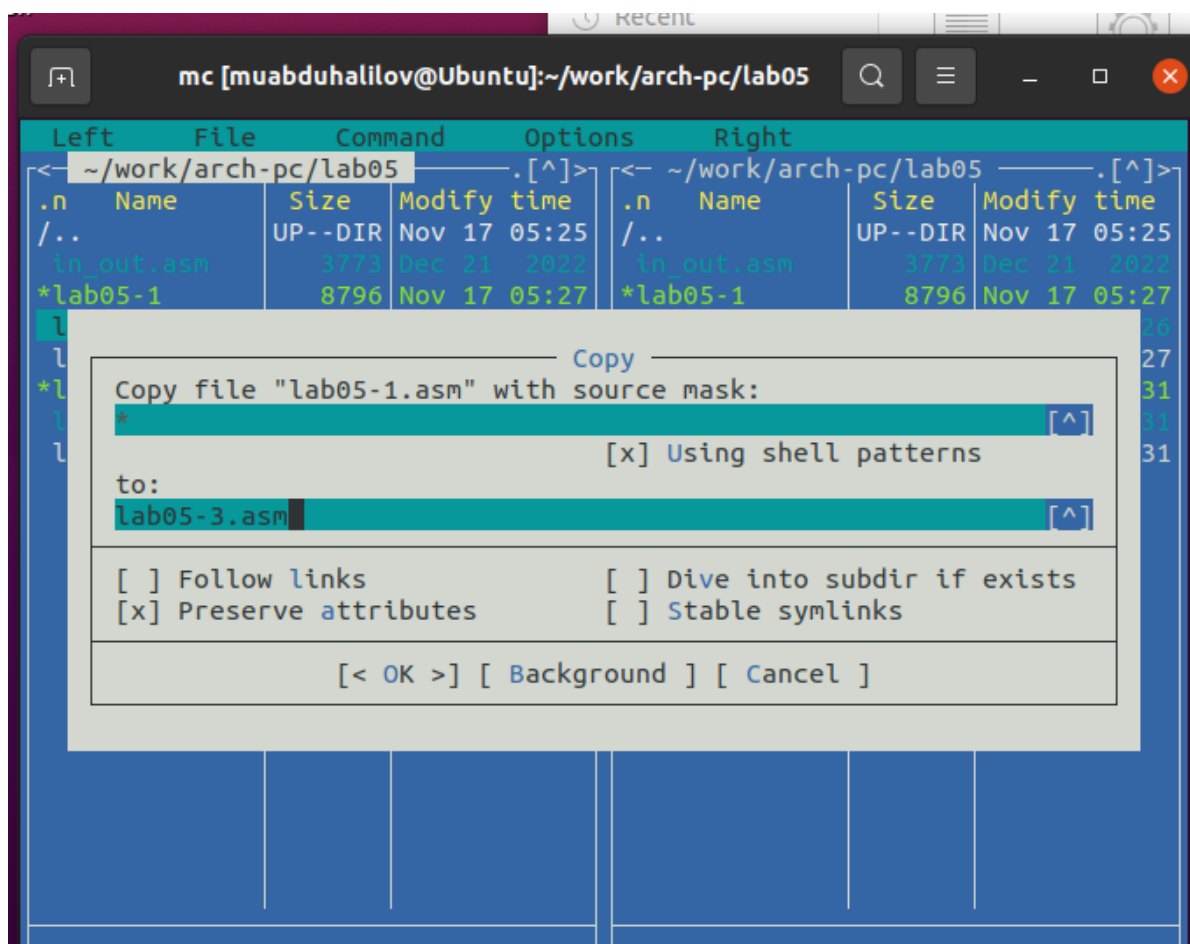 Recent
mc [muabduhalilov@Ubuntu]:~/work/arch-pc/lab05
Left File Command Options Right
<— ~/work/arch-pc/lab05 .[^]> <— ~/work/arch-pc/lab05 .[^]>
.n Name Size Modify time .n Name Size Modify time
/.. UP--DIR Nov 17 05:25 /.. UP--DIR Nov 17 05:25
in_out.asm 3773 Dec 21 2022 in_out.asm 3773 Dec 21 2022
*lab05-1 8796 Nov 17 05:27 *lab05-1 8796 Nov 17 05:27
l 26
l Copy 27
*l Copy file "lab05-1.asm" with source mask: 31
l * [^] 31
l [x] Using shell patterns 31
to:
lab05-3.asm [^]
[ ] Follow links [ ] Dive into subdir if exists
[x] Preserve attributes [ ] Stable symlinks
[< OK >] [ Background ] [ Cancel ]